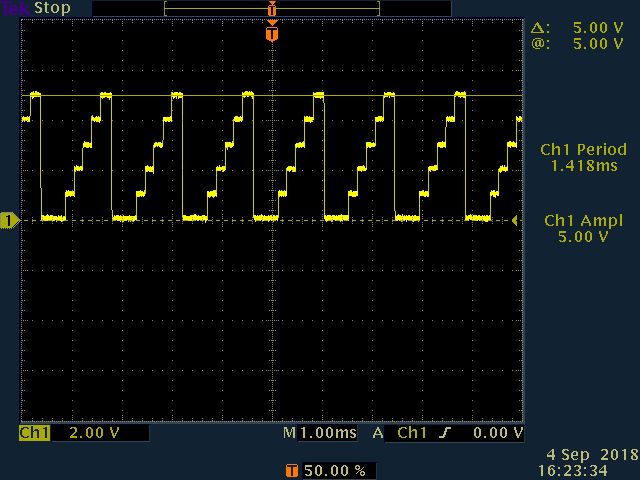 Tek Stop
T
T
Δ: 5.00 V
@: 5.00 V
Ch1 Period
1.418ms
1
Ch1 Ampl
5.00 V
Ch1 2.00 V M 1.00ms A Ch1 0.00 V
T 50.00 %
4 Sep 2018
16:23:34